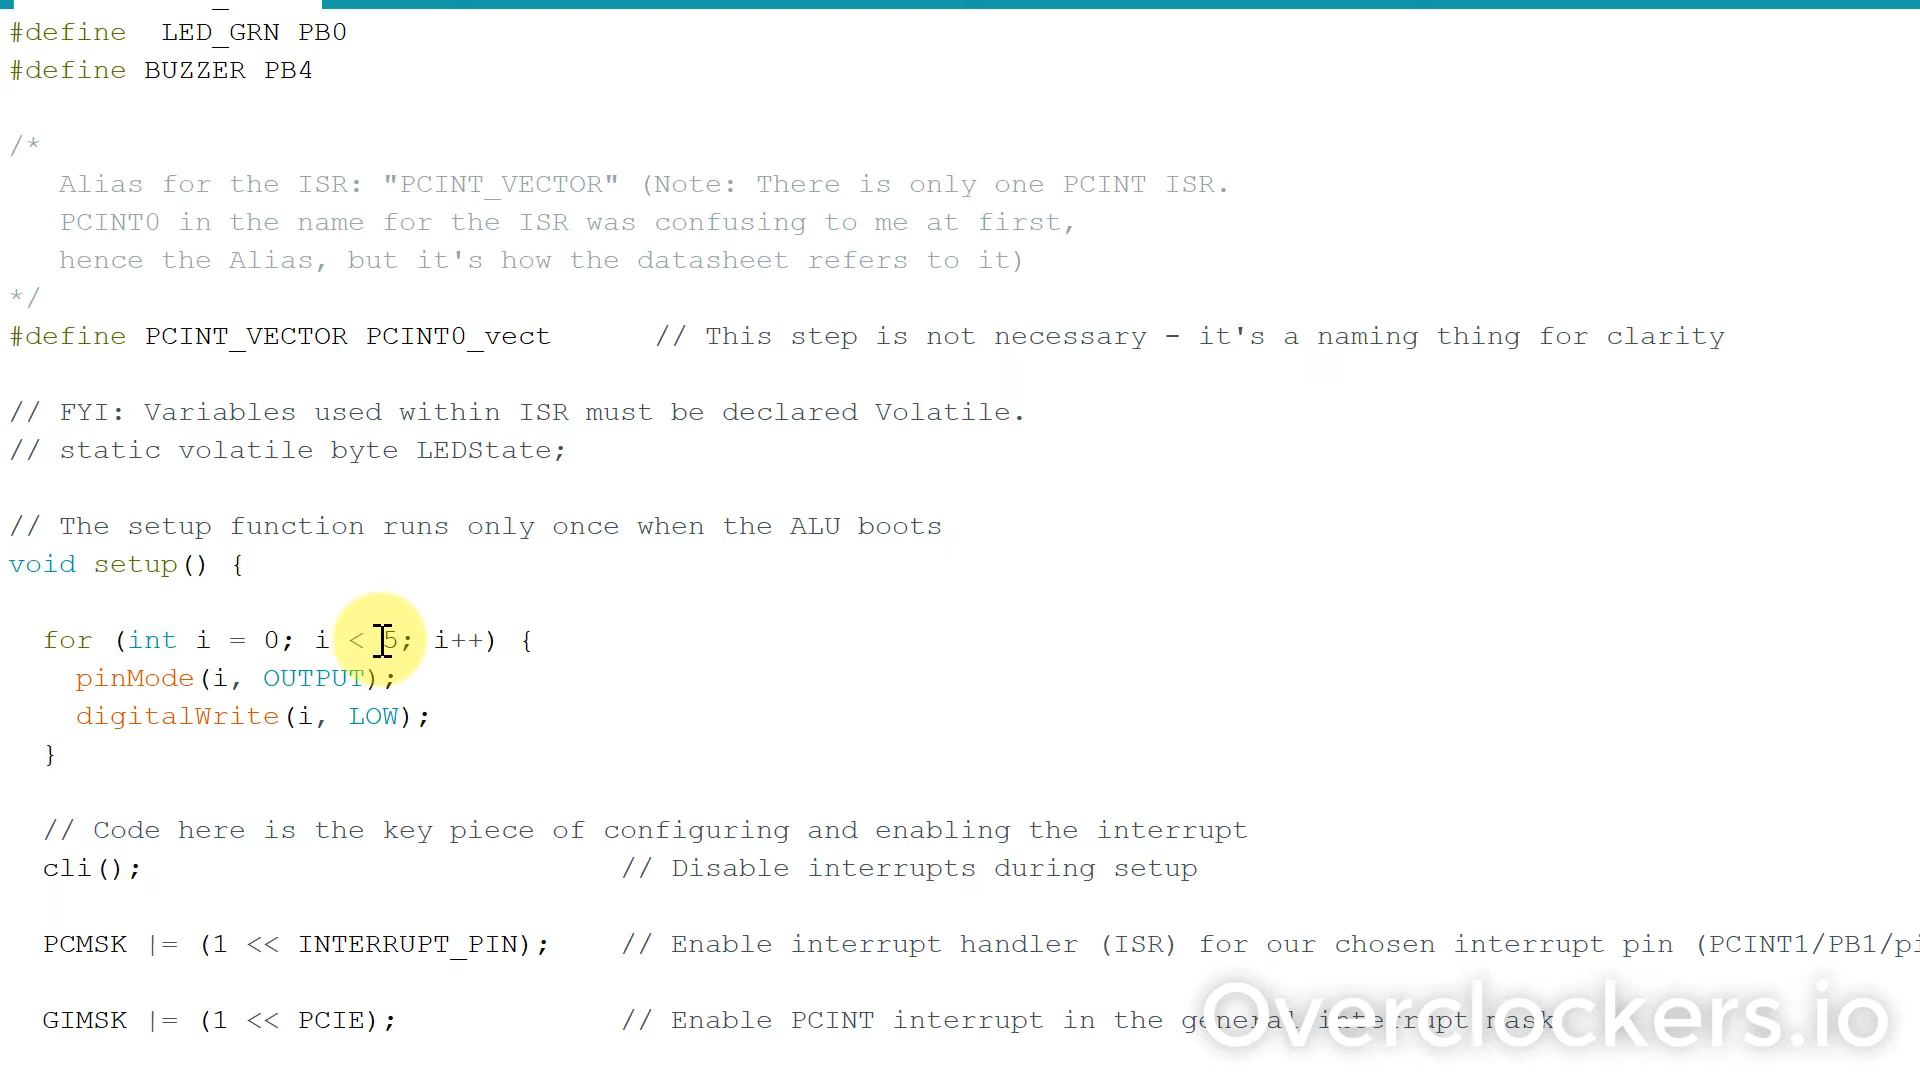 #define  LED_GRN PB0
#define BUZZER PB4
/*
   Alias for the ISR: "PCINT_VECTOR" (Note: There is only one PCINT ISR.
   PCINT0 in the name for the ISR was confusing to me at first,
   hence the Alias, but it's how the datasheet refers to it)
*/
#define PCINT_VECTOR PCINT0_vect      // This step is not necessary - it's a naming thing for clarity
// FYI: Variables used within ISR must be declared Volatile.
// static volatile byte LEDState;
// The setup function runs only once when the ALU boots
void setup() {
  for (int i = 0; i < 5; i++) {
    pinMode(i, OUTPUT);
    digitalWrite(i, LOW);
  }
  // Code here is the key piece of configuring and enabling the interrupt
  cli();                            // Disable interrupts during setup
  PCMSK |= (1 << INTERRUPT_PIN);    // Enable interrupt handler (ISR) for our chosen interrupt pin (PCINT1/PB1/pi
  GIMSK |= (1 << PCIE);             // Enable PCINT interrupt in the general interrupt mask
Overclockers.io